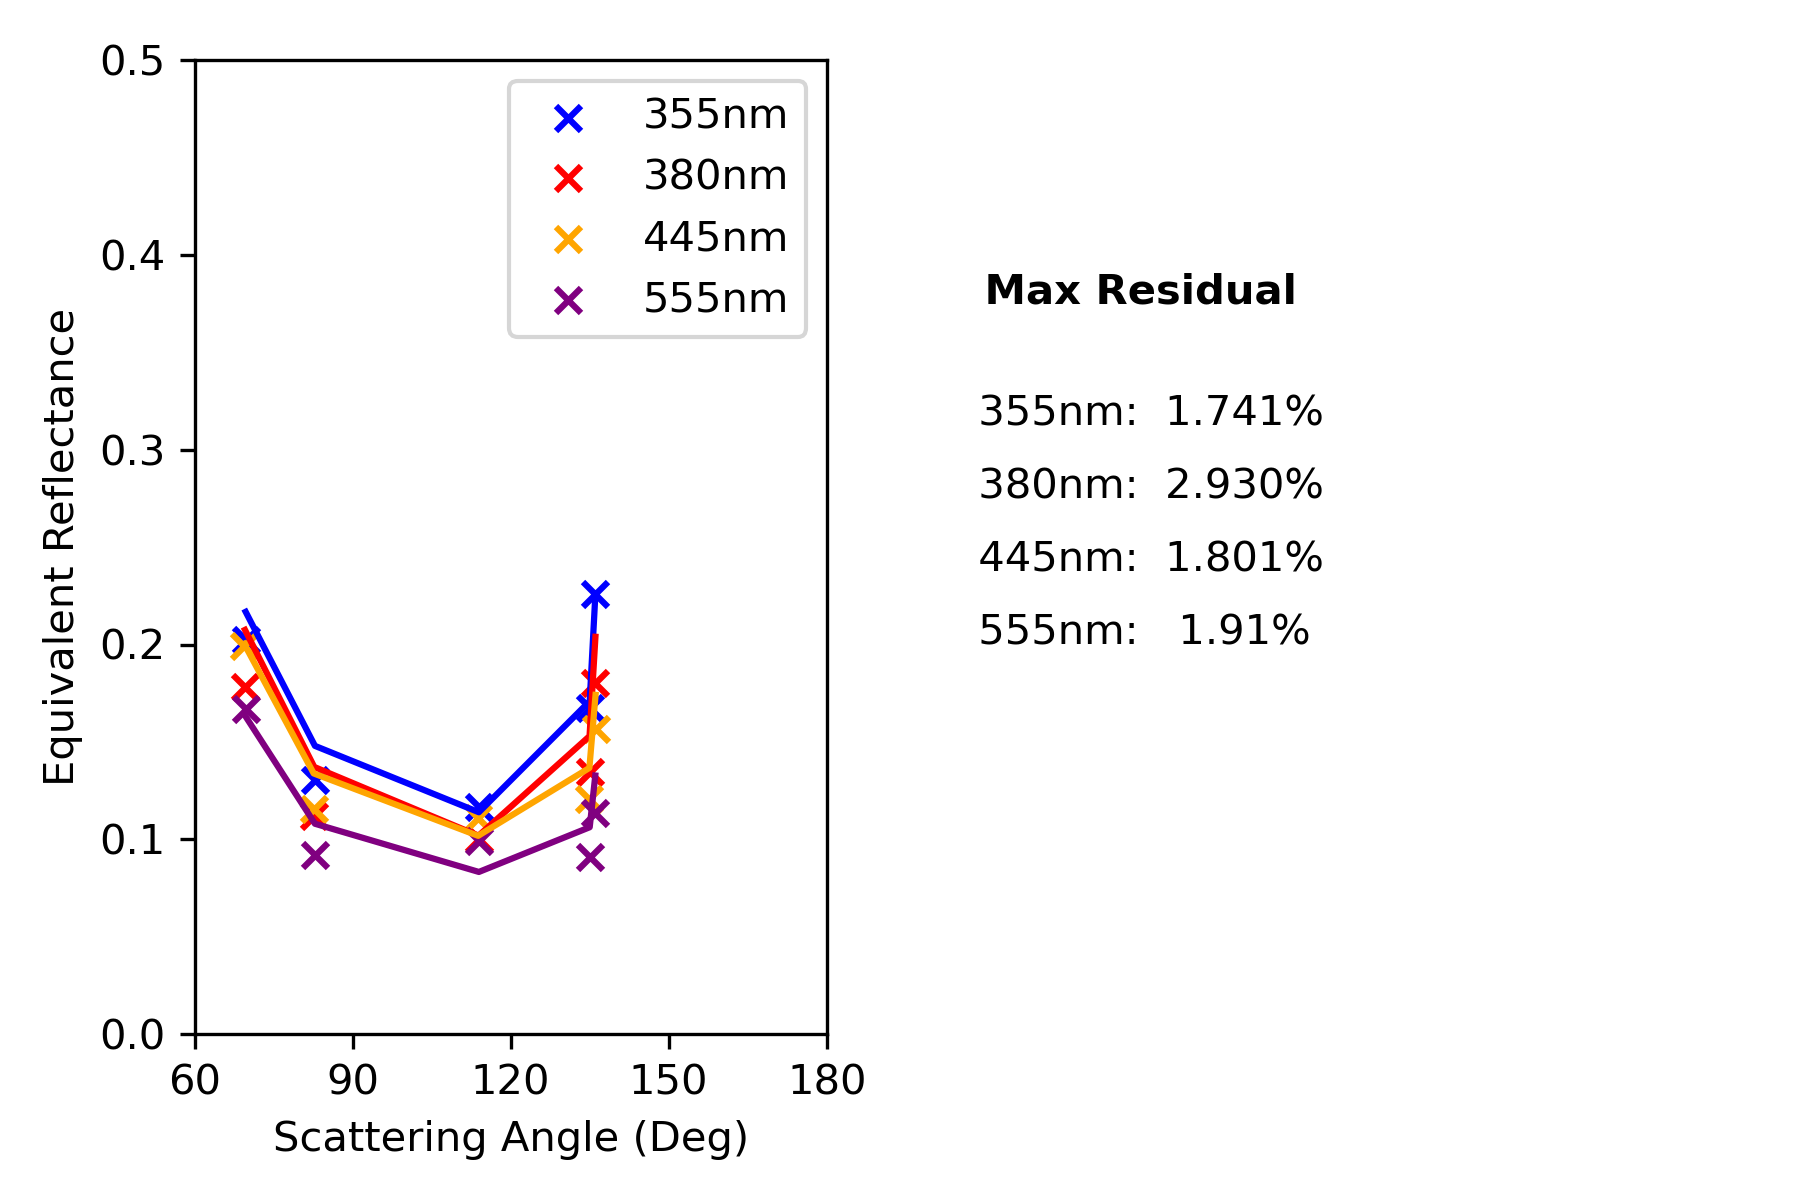 0.5
0.4
0.3
0.2
0.1
0.0
Equivalent Reflectance
60 90 120 150 180
Scattering Angle (Deg)
355nm
380nm
445nm
555nm
Max Residual
355nm: 1.741%
380nm: 2.930%
445nm: 1.801%
555nm: 1.91%